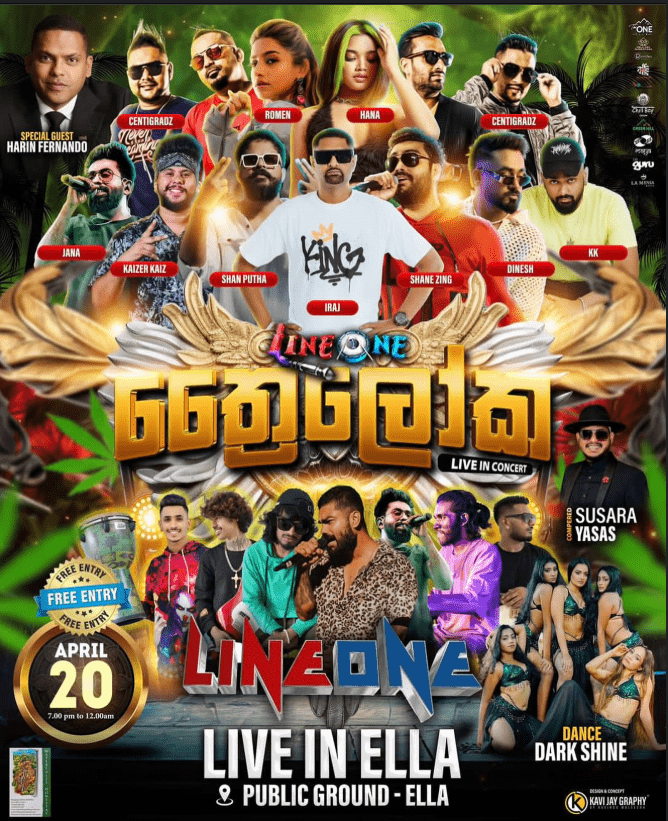 SPECIAL GUEST
HARIN FERNANDO
CENTIGRADZ
ROMEN
HANA
CENTIGRADZ
JANA
KAIZER KAIZ
SHAN PUTHA
IRAJ
SHANE ZING
DINESH
KK
KING
LINE ONE
ත්‍රෛලෝක
LIVE IN CONCERT
COMPERED
SUSARA
YASAS
FREE ENTRY
FREE ENTRY
FREE ENTRY
APRIL
20
7.00 pm to 12.00am
LINEONE
LIVE IN ELLA
PUBLIC GROUND - ELLA
DANCE
DARK SHINE
DESIGN & CONCEPT
KAVI JAY GRAPHY
ONE
guru